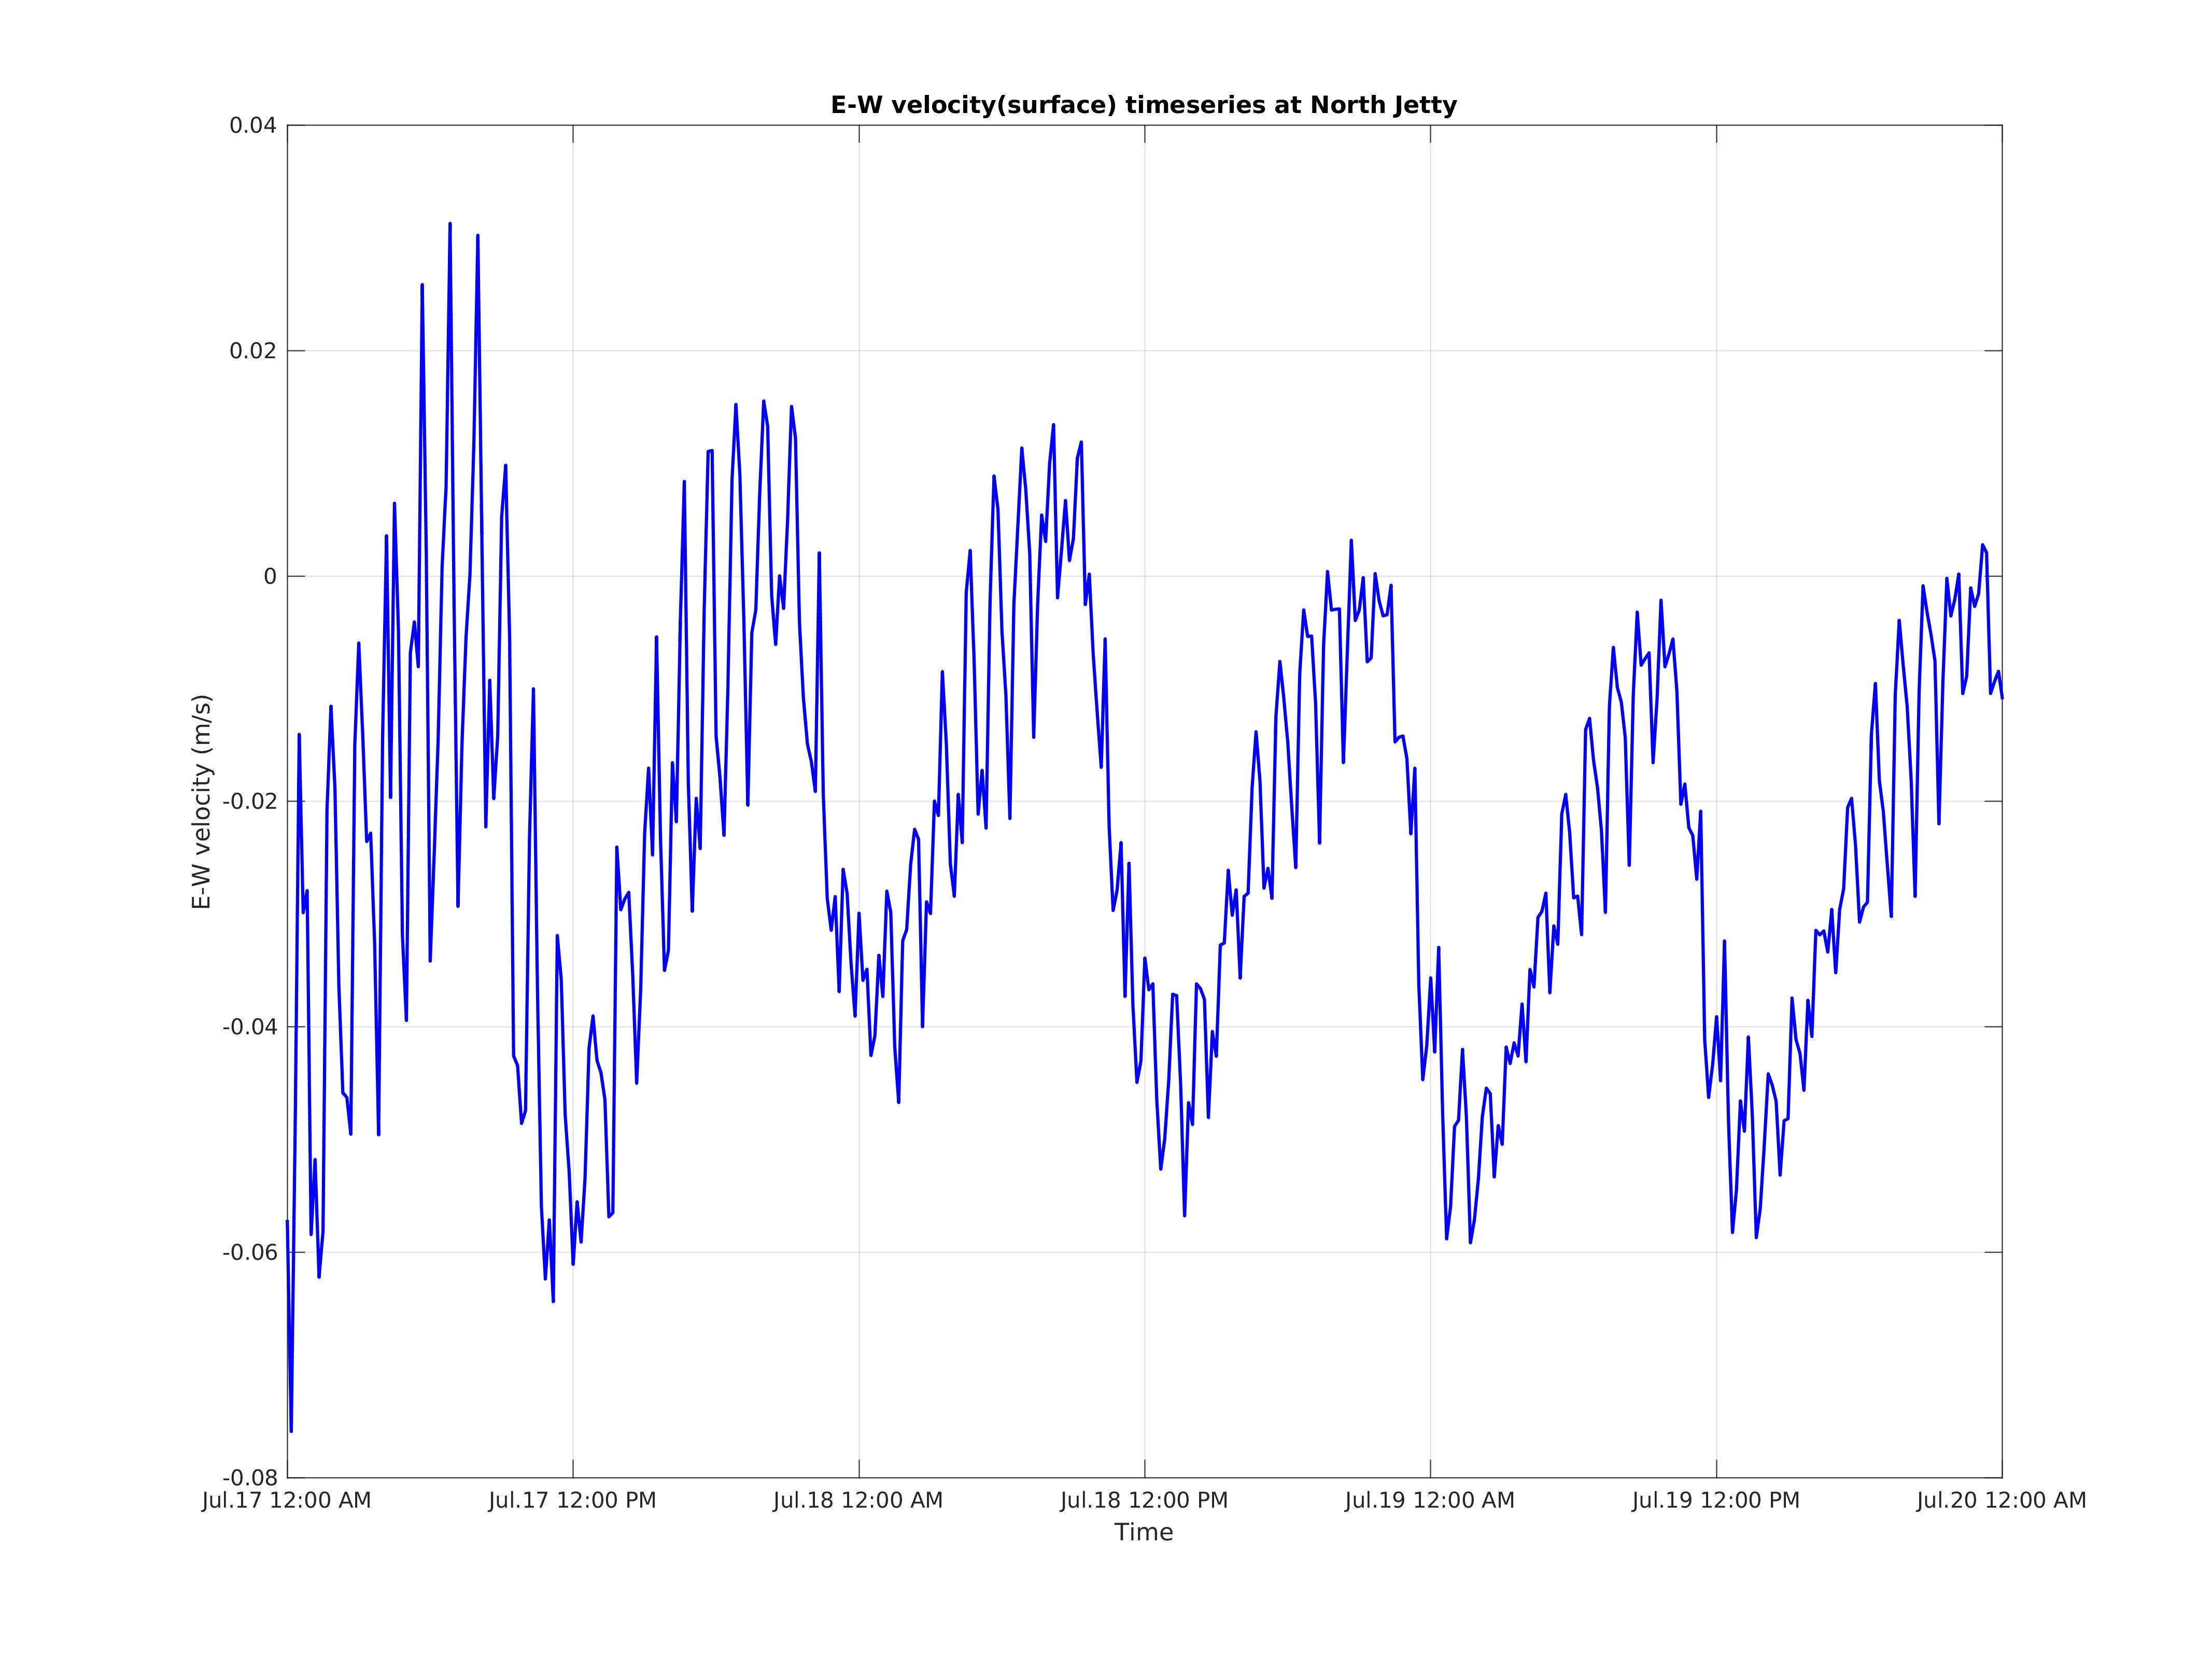 E-W velocity(surface) timeseries at North Jetty
0.04
0.02
0
-0.02
-0.04
-0.06
-0.08
E-W velocity (m/s)
Jul.17 12:00 AM
Jul.17 12:00 PM
Jul.18 12:00 AM
Jul.18 12:00 PM
Jul.19 12:00 AM
Jul.19 12:00 PM
Jul.20 12:00 AM
Time